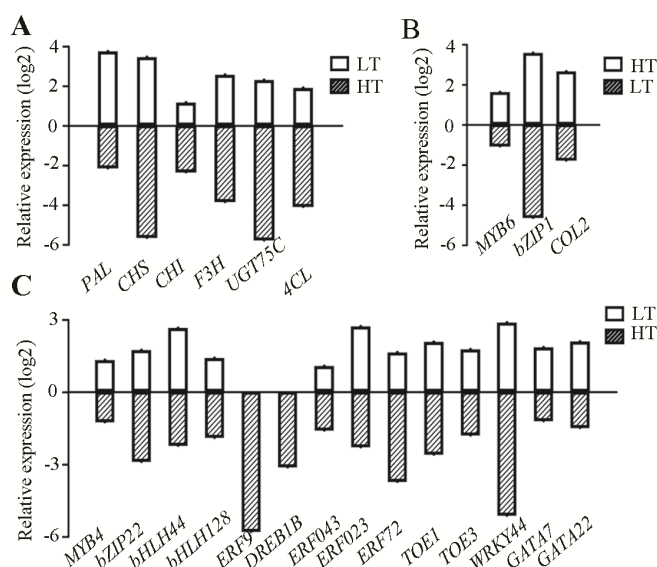 A
Relative expression (log2)
4
2
0
-2
-4
-6
LT
HT
PAL
CHS
CHI
F3H
UGT75C
4CL
B
Relative expression (log2)
4
2
0
-2
-4
-6
HT
LT
MYB6
bZIP1
COL2
C
Relative expression (log2)
3
0
-3
-6
LT
HT
MYB4
bZIP22
bHLH44
bHLH128
ERF9
DREB1B
ERF043
ERF023
ERF72
TOE1
TOE3
WRKY44
GATA7
GATA22